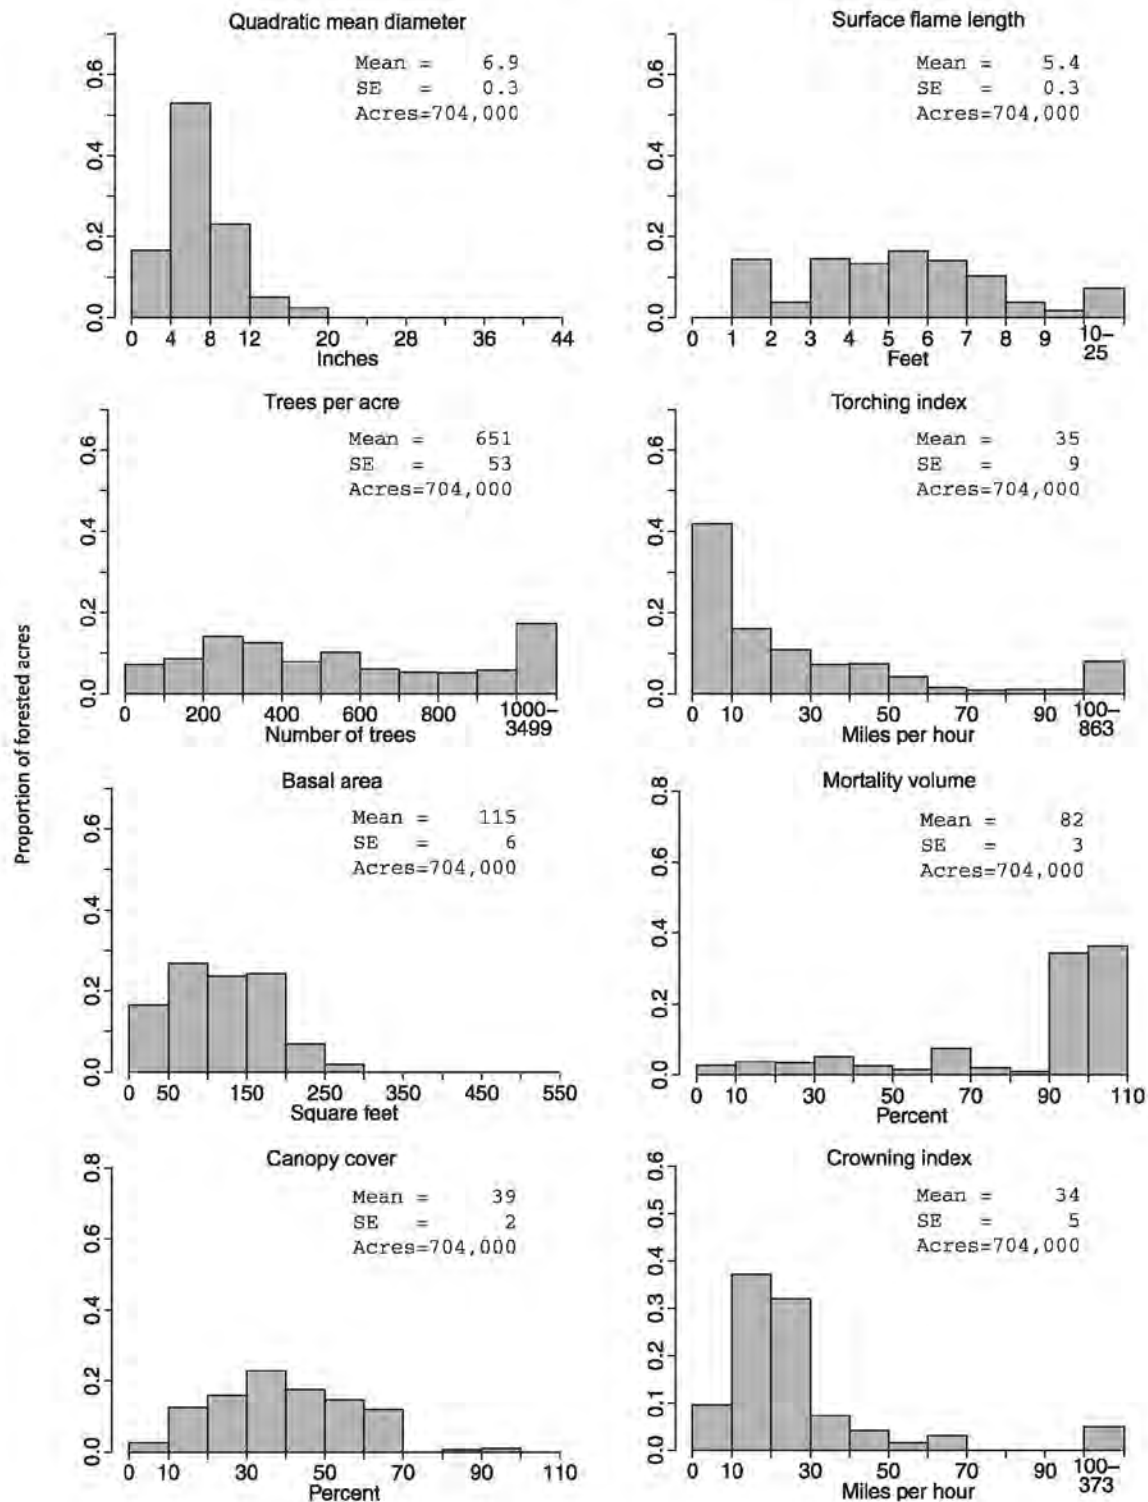 Proportion of forested acres
Quadratic mean diameter
Mean = 6.9
SE = 0.3
Acres=704,000
0.6
0.4
0.2
0.0
0 4 8 12 20 28 36 44
Inches
Surface flame length
Mean = 5.4
SE = 0.3
Acres=704,000
0.6
0.4
0.2
0.0
0 1 2 3 4 5 6 7 8 9 10–
25
Feet
Trees per acre
Mean = 651
SE = 53
Acres=704,000
0.6
0.4
0.2
0.0
0 200 400 600 800 1000–
3499
Number of trees
Torching index
Mean = 35
SE = 9
Acres=704,000
0.6
0.4
0.2
0.0
0 10 30 50 70 90 100–
863
Miles per hour
Basal area
Mean = 115
SE = 6
Acres=704,000
0.6
0.4
0.2
0.0
0 50 150 250 350 450 550
Square feet
Mortality volume
Mean = 82
SE = 3
Acres=704,000
0.8
0.6
0.4
0.2
0.0
0 10 30 50 70 90 110
Percent
Canopy cover
Mean = 39
SE = 2
Acres=704,000
0.8
0.6
0.4
0.2
0.0
0 10 30 50 70 90 110
Percent
Crowning index
Mean = 34
SE = 5
Acres=704,000
0.6
0.5
0.4
0.3
0.2
0.1
0.0
0 10 30 50 70 90 100–
373
Miles per hour